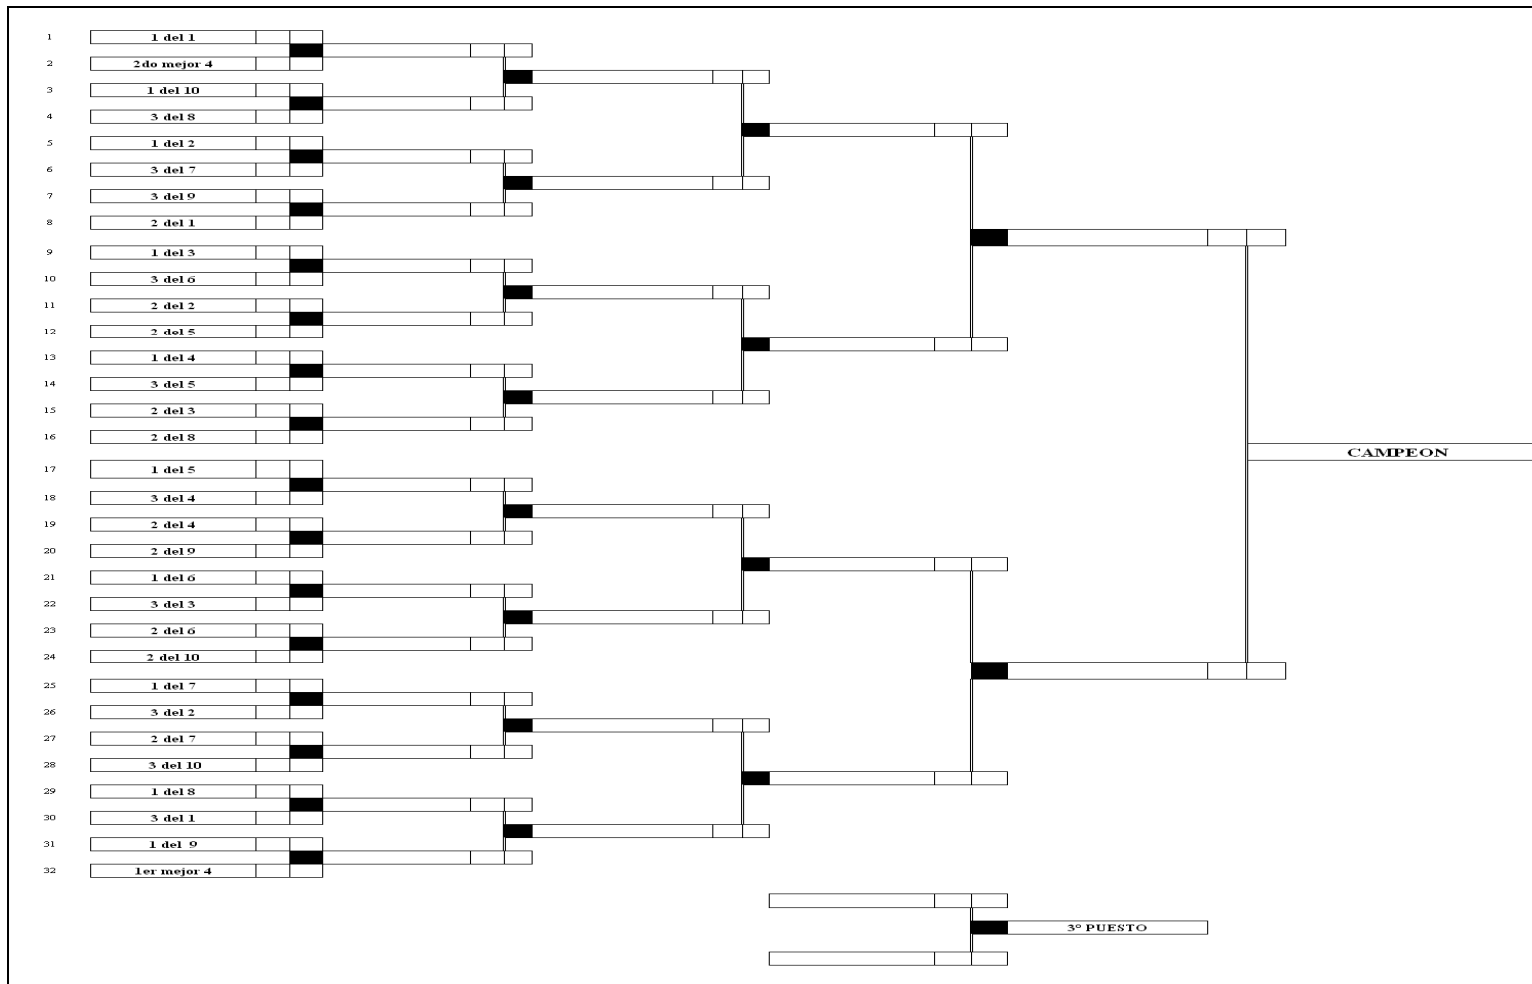 1 1 del 1
2 2do mejor 4
3 1 del 10
4 3 del 8
5 1 del 2
6 3 del 7
7 3 del 9
8 2 del 1
9 1 del 3
10 3 del 6
11 2 del 2
12 2 del 5
13 1 del 4
14 3 del 5
15 2 del 3
16 2 del 8
CAMPEON
17 1 del 5
18 3 del 4
19 2 del 4
20 2 del 9
21 1 del 6
22 3 del 3
23 2 del 6
24 2 del 10
25 1 del 7
26 3 del 2
27 2 del 7
28 3 del 10
29 1 del 8
30 3 del 1
31 1 del 9
32 1er mejor 4
3º PUESTO